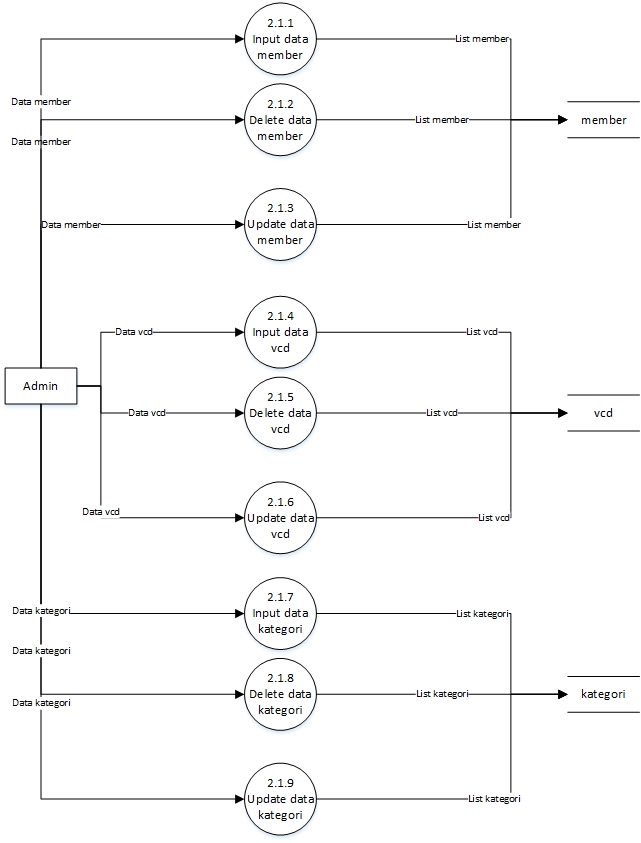 2.1.1
Input data
member
List member
Data member
2.1.2
Delete data
member
List member
member
Data member
2.1.3
Update data
member
Data member
List member
2.1.4
Input data
vcd
Data vcd
List vcd
Admin
2.1.5
Delete data
vcd
Data vcd
List vcd
vcd
2.1.6
Update data
vcd
Data vcd
List vcd
2.1.7
Input data
kategori
Data kategori
List kategori
Data kategori
2.1.8
Delete data
kategori
List kategori
kategori
Data kategori
2.1.9
Update data
kategori
List kategori